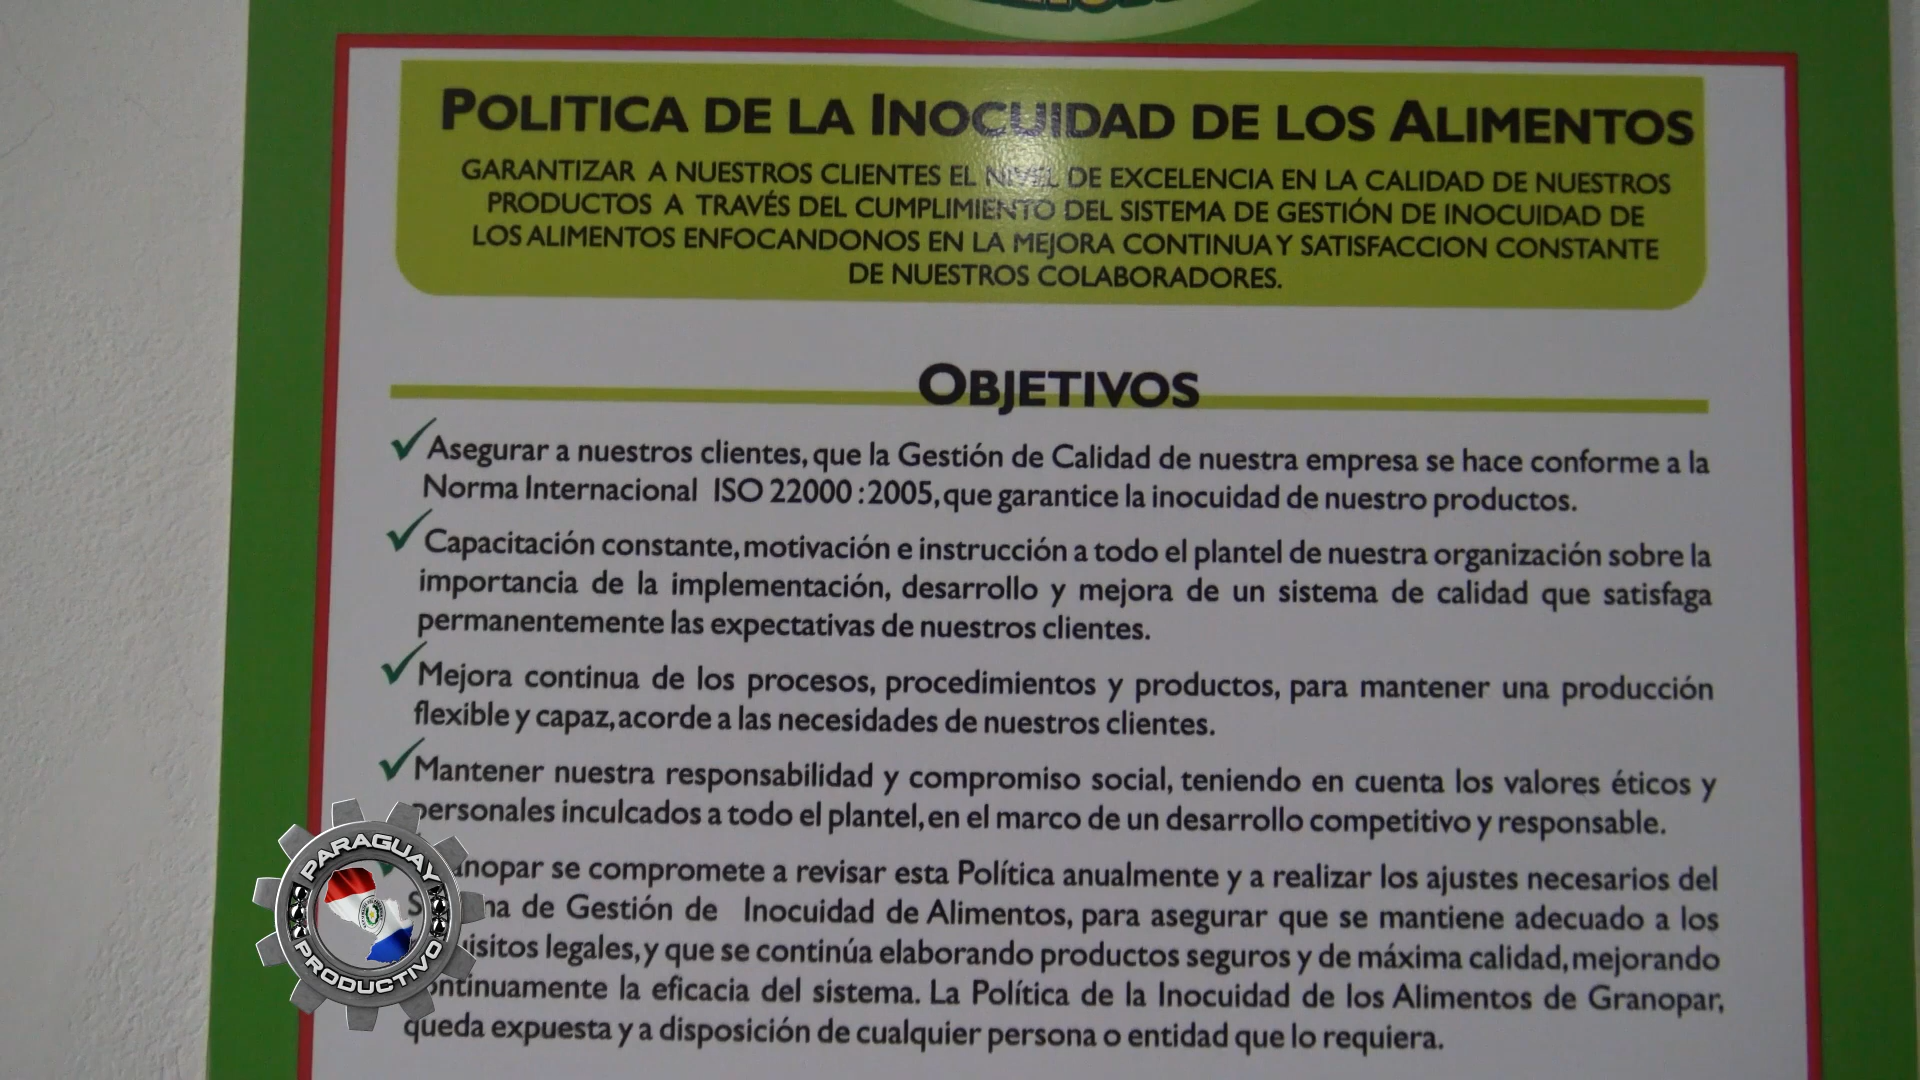 POLITICA DE LA INOCUIDAD DE LOS ALIMENTOS
GARANTIZAR A NUESTROS CLIENTES EL NIVEL DE EXCELENCIA EN LA CALIDAD DE NUESTROS
PRODUCTOS A TRAVÉS DEL CUMPLIMIENTO DEL SISTEMA DE GESTIÓN DE INOCUIDAD DE
LOS ALIMENTOS ENFOCANDONOS EN LA MEJORA CONTINUA Y SATISFACCION CONSTANTE
DE NUESTROS COLABORADORES.
OBJETIVOS
Asegurar a nuestros clientes, que la Gestión de Calidad de nuestra empresa se hace conforme a la
Norma Internacional ISO 22000 :2005, que garantice la inocuidad de nuestro productos.
Capacitación constante, motivación e instrucción a todo el plantel de nuestra organización sobre la
importancia de la implementación, desarrollo y mejora de un sistema de calidad que satisfaga
permanentemente las expectativas de nuestros clientes.
Mejora continua de los procesos, procedimientos y productos, para mantener una producción
flexible y capaz, acorde a las necesidades de nuestros clientes.
Mantener nuestra responsabilidad y compromiso social, teniendo en cuenta los valores éticos y
personales inculcados a todo el plantel, en el marco de un desarrollo competitivo y responsable.
se compromete a revisar esta Política anualmente y a realizar los ajustes necesarios del
de Gestión de Inocuidad de Alimentos, para asegurar que se mantiene adecuado a los
legales, y que se continúa elaborando productos seguros y de máxima calidad, mejorando
continuamente la eficacia del sistema. La Política de la Inocuidad de los Alimentos de Granopar,
queda expuesta y a disposición de cualquier persona o entidad que lo requiera.
PARAGUAY
PRODUCTIVO